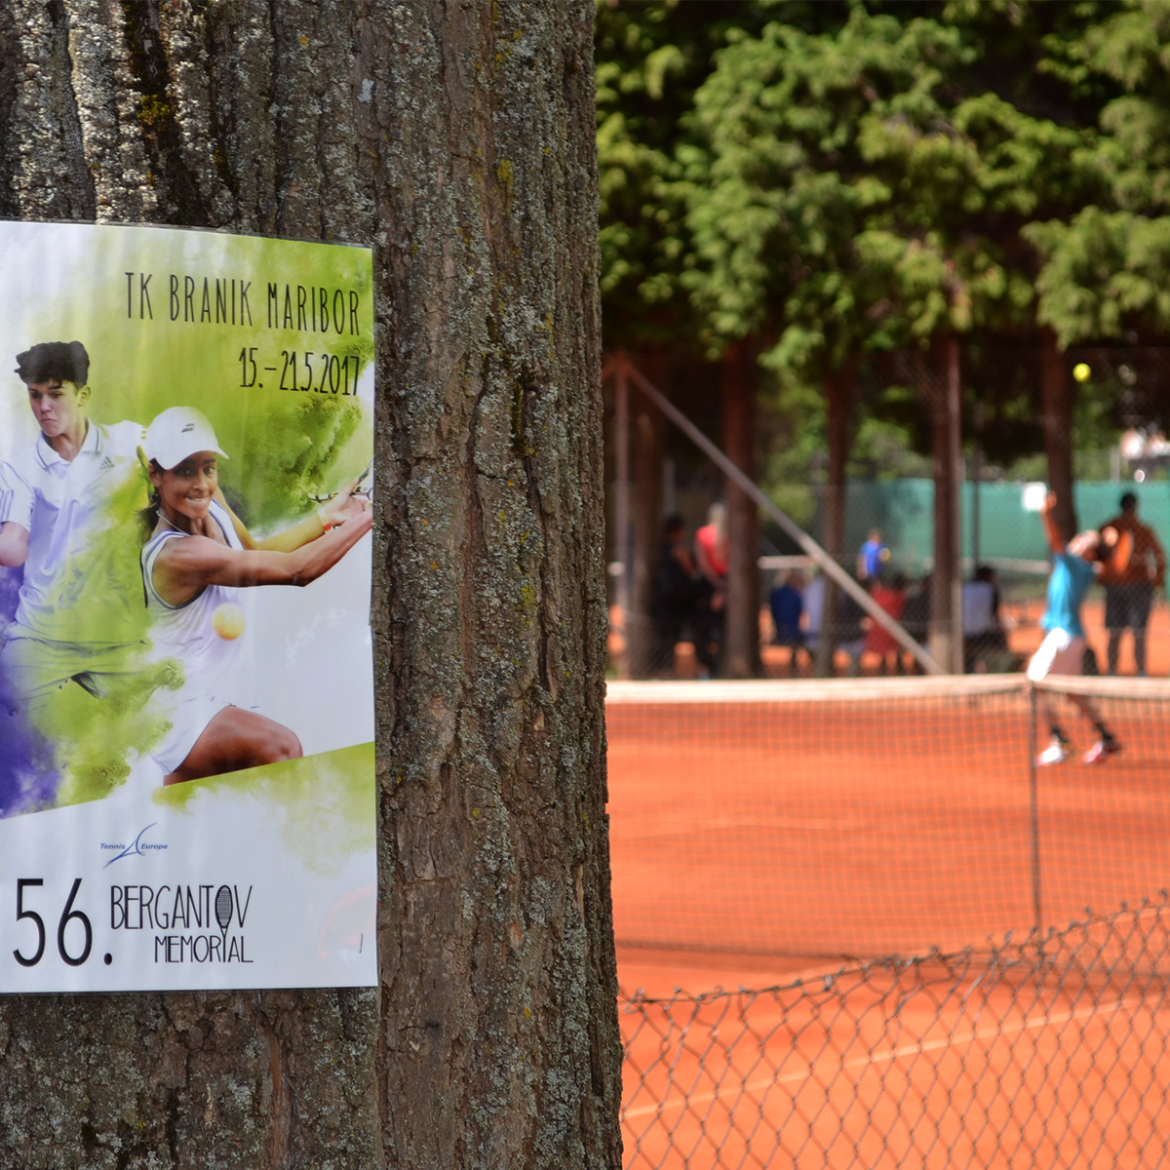 TK BRANIK MARIBOR
15.-21.5.2017
Tennis Europe
56. BERGANTOV
MEMORIAL